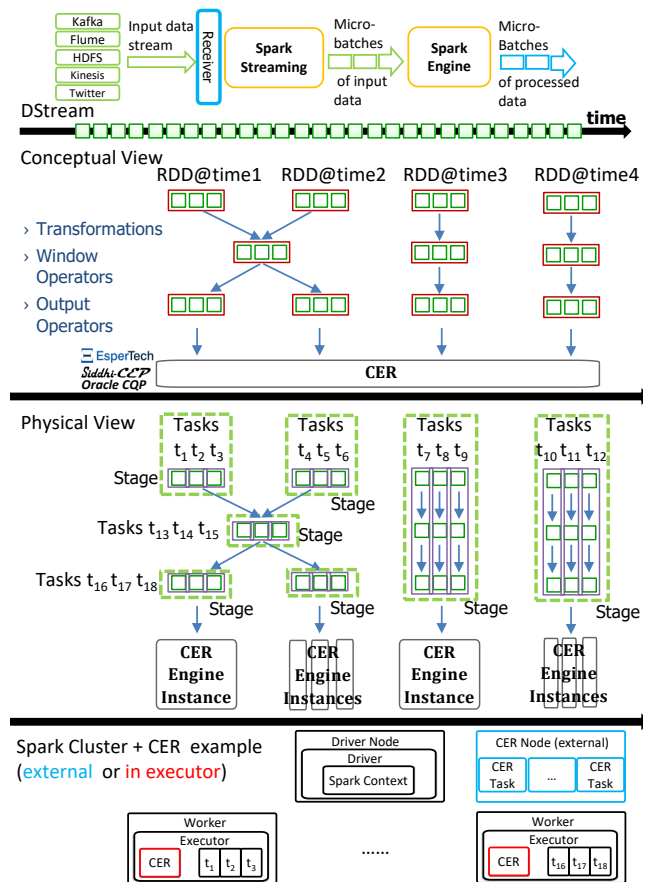 Kafka
Flume
HDFS
Kinesis
Twitter
Input data
stream
Receiver
Spark
Streaming
Micro-
batches
of input
data
Spark
Engine
Micro-
Batches
of processed
data
DStream
time
Conceptual View
RDD@time1 RDD@time2 RDD@time3 RDD@time4
› Transformations
› Window
Operators
› Output
Operators
EsperTech
Siddhi-CEP
Oracle CQP
CER
Physical View
Tasks
t1 t2 t3
Tasks
t4 t5 t6
Tasks
t7 t8 t9
Tasks
t10 t11 t12
Stage
Stage
Tasks t13 t14 t15
Stage
Tasks t16 t17 t18
Stage
Stage
Stage
CER
Engine
Instance
CER
Engine
Instances
CER
Engine
Instance
CER
Engine
Instances
Spark Cluster + CER example
(external or in executor)
Driver Node
Driver
Spark Context
CER Node (external)
CER
Task
...
CER
Task
Worker
Executor
CER
t1 t2 t3
......
Worker
Executor
CER
t16 t17 t18